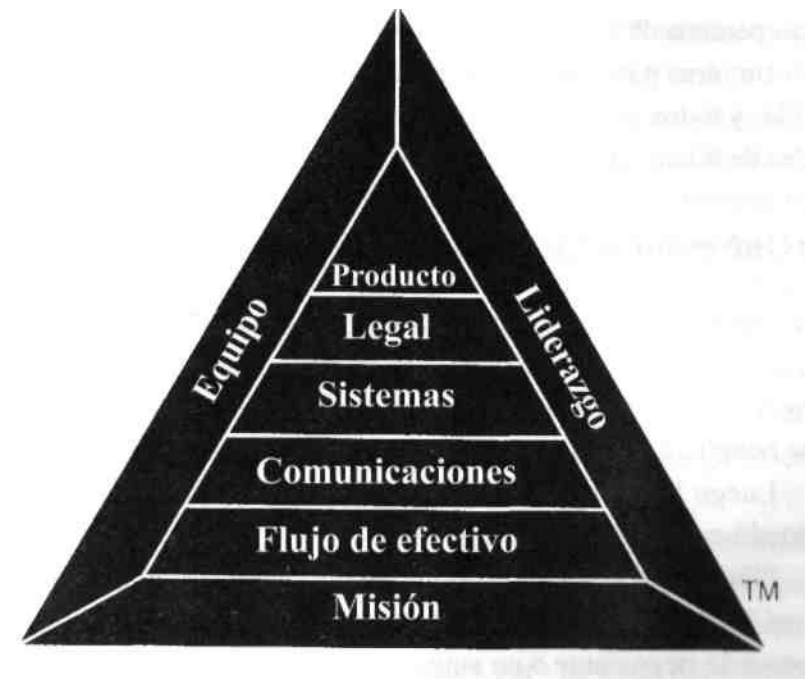 Producto
Legal
Sistemas
Comunicaciones
Flujo de efectivo
Misión
Equipo
Liderazgo
TM